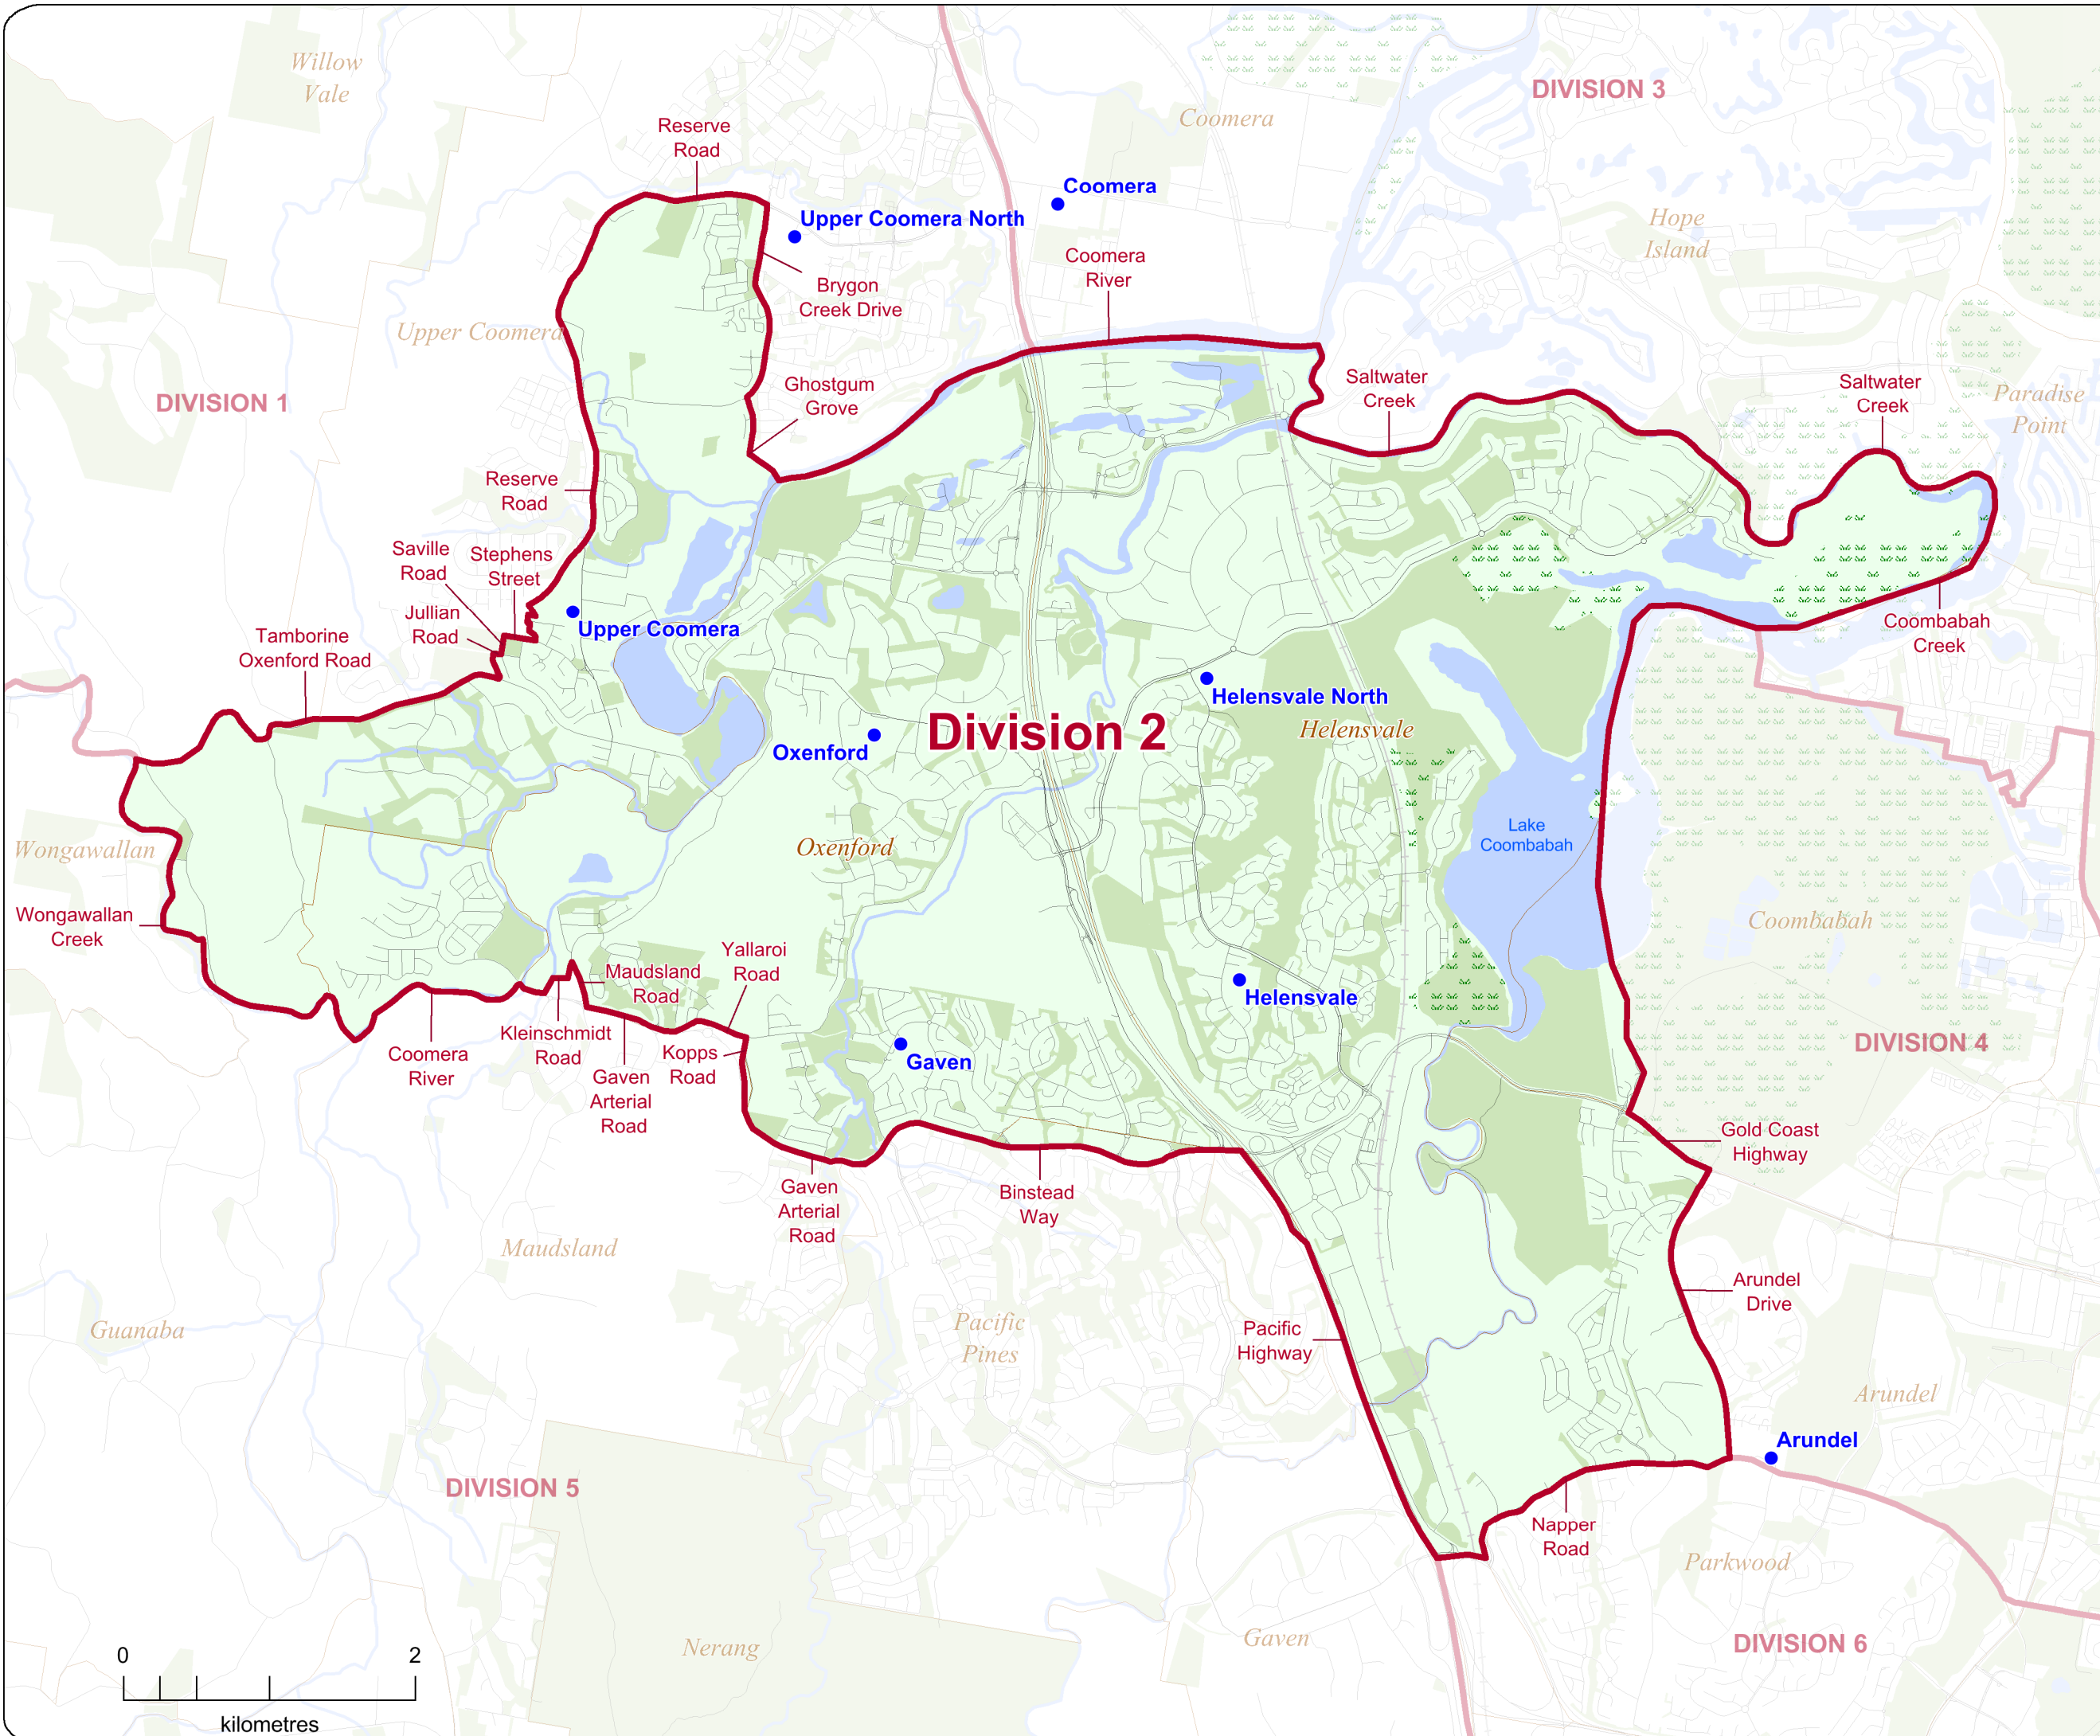 Willow
Vale
DIVISION 3
Coomera
Reserve
Road
Coomera
Upper Coomera North
Hope
Island
Coomera
River
Brygon
Creek Drive
Upper Coomera
Saltwater
Creek
Saltwater
Creek
Paradise
Point
Ghostgum
Grove
DIVISION 1
Reserve
Road
Saville
Road
Stephens
Street
Jullian
Road
Upper Coomera
Tamborine
Oxenford Road
Coombabah
Creek
Helensvale North
Helensvale
Division 2
Oxenford
Oxenford
Lake
Coombabah
Wongawallan
Wongawallan
Creek
Coombabah
Yallaroi
Road
Maudsland
Road
Helensvale
Kleinschmidt
Road
Coomera
River
Kopps
Road
Gaven
Gaven
Arterial
Road
DIVISION 4
Gold Coast
Highway
Gaven
Arterial
Road
Binstead
Way
Maudsland
Arundel
Drive
Guanaba
Pacific
Pines
Pacific
Highway
Arundel
Arundel
DIVISION 5
Napper
Road
Parkwood
Nerang
Gaven
DIVISION 6
0 2
kilometres